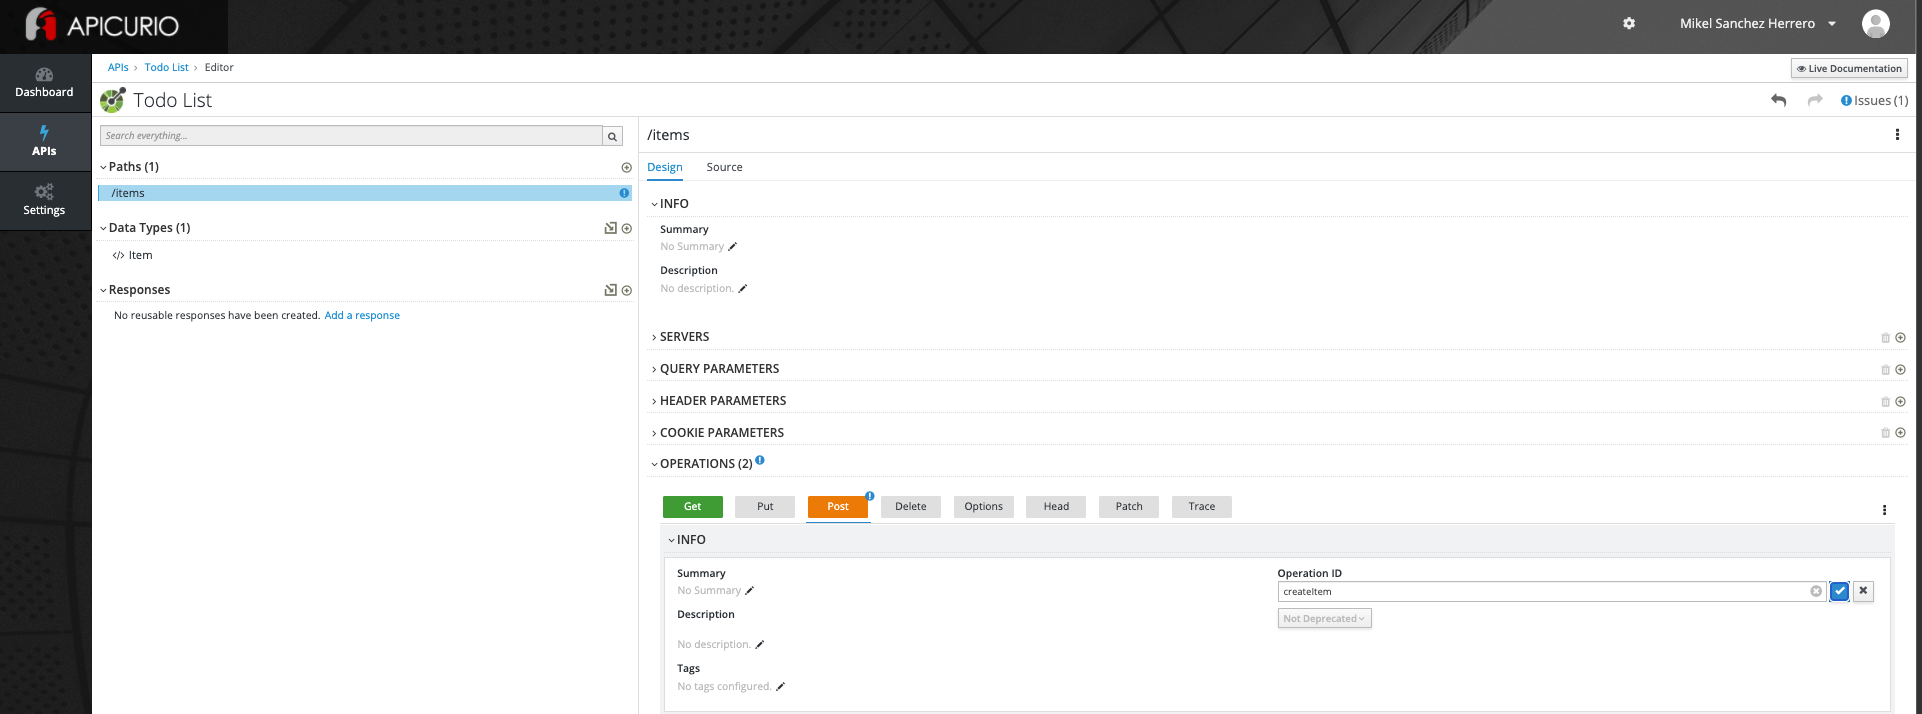 APICURIO
Mikel Sanchez Herrero
Dashboard
APIs
Settings
APIs › Todo List › Editor
Live Documentation
Todo List
Issues (1)
Search everything...
Paths (1)
/items
Data Types (1)
Item
Responses
No reusable responses have been created. Add a response
/items
Design Source
INFO
Summary
No Summary
Description
No description.
SERVERS
QUERY PARAMETERS
HEADER PARAMETERS
COOKIE PARAMETERS
OPERATIONS (2)
Get Put Post Delete Options Head Patch Trace
INFO
Summary
No Summary
Description
No description.
Tags
No tags configured.
Operation ID
createItem
Not Deprecated